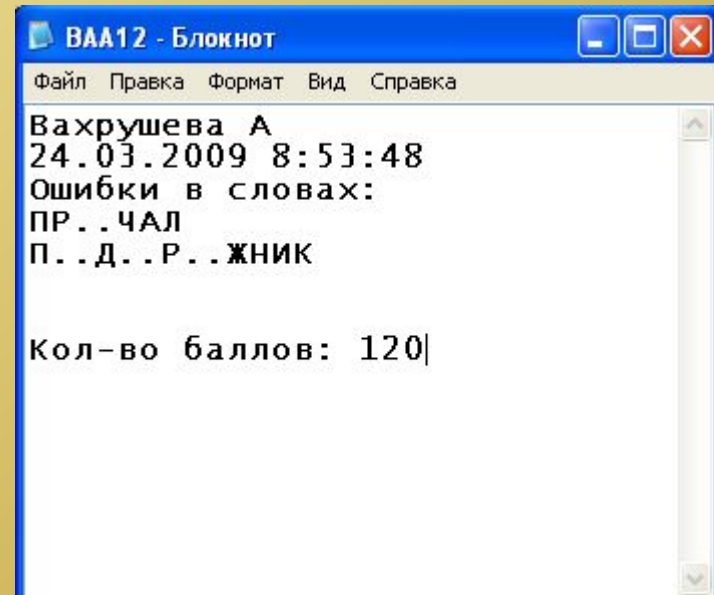 ВАА12 - Блокнот
Файл Правка Формат Вид Справка
Вахрушева А
24.03.2009 8:53:48
Ошибки в словах:
ПР..ЧАЛ
П..Д..Р..ЖНИК
Кол-во баллов: 120